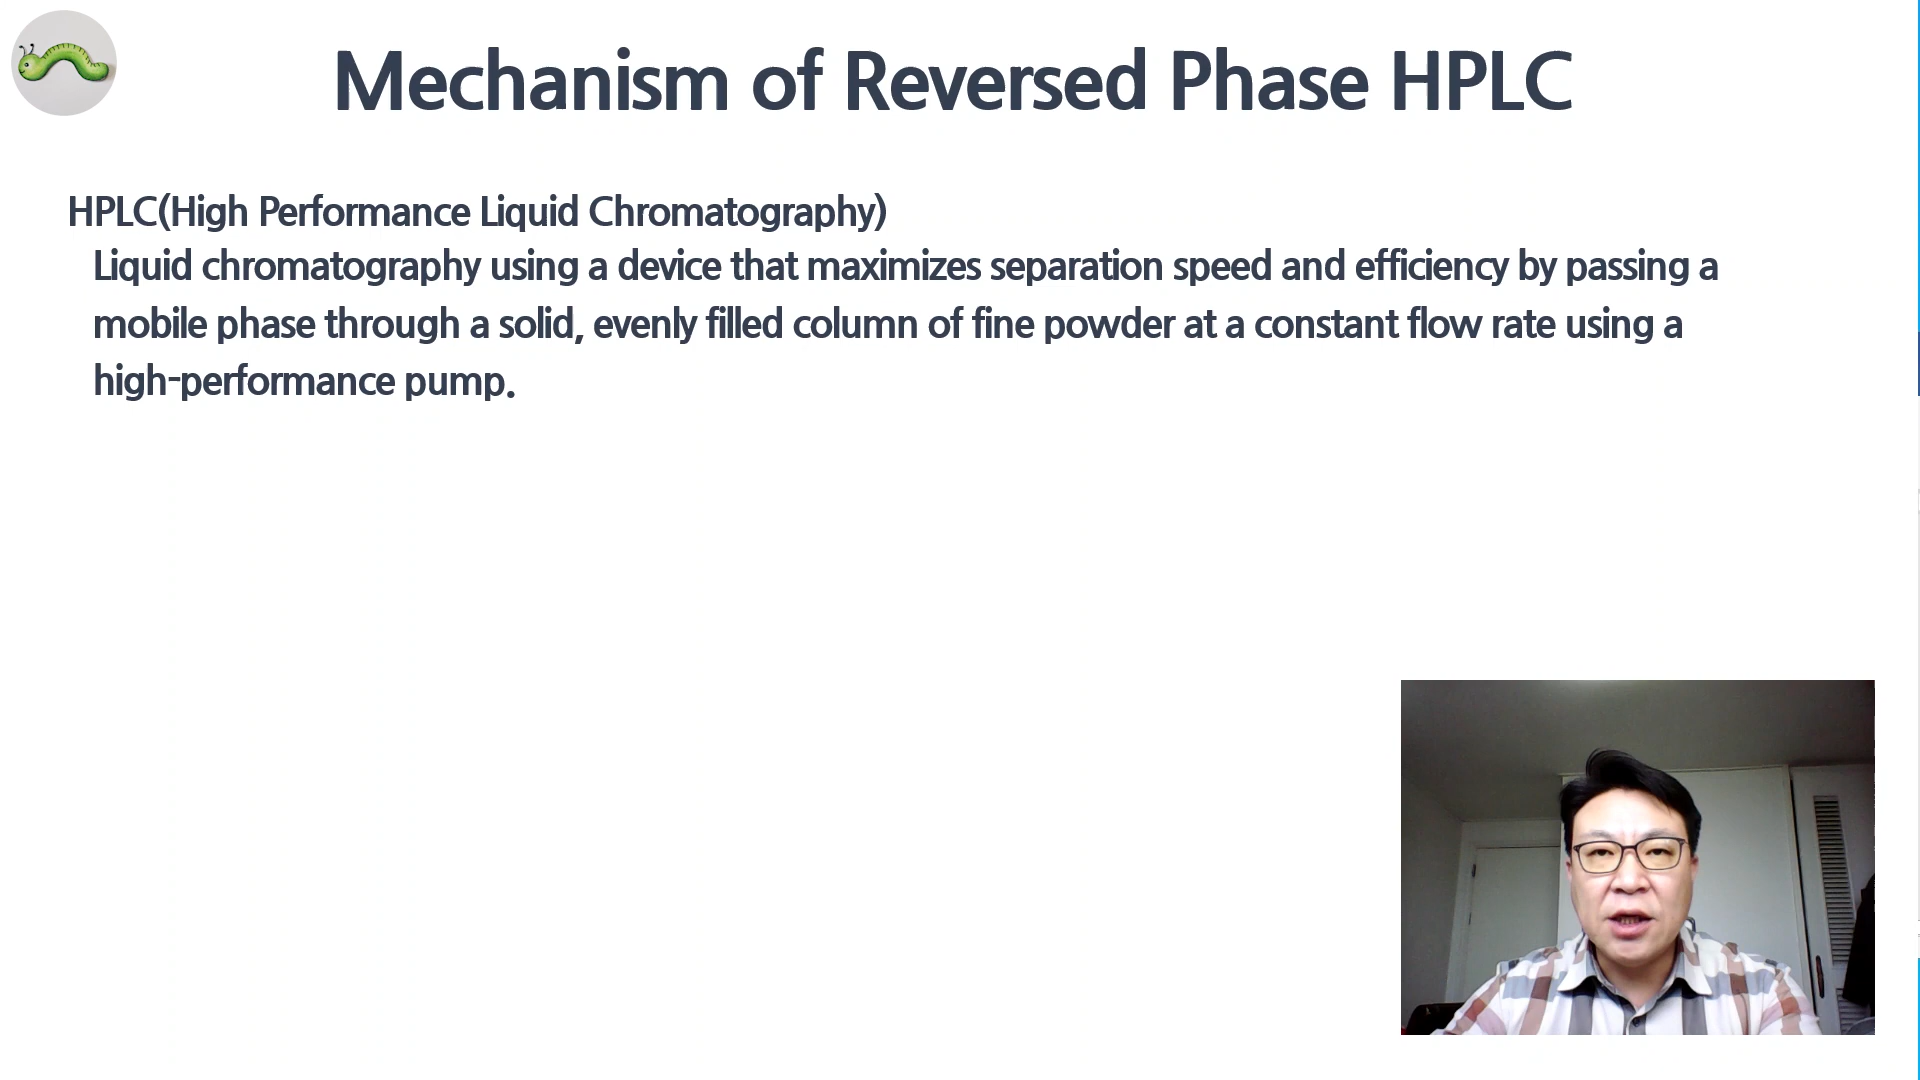 Mechanism of Reversed Phase HPLC
HPLC(High Performance Liquid Chromatography)
Liquid chromatography using a device that maximizes separation speed and efficiency by passing a
mobile phase through a solid, evenly filled column of fine powder at a constant flow rate using a
high-performance pump.